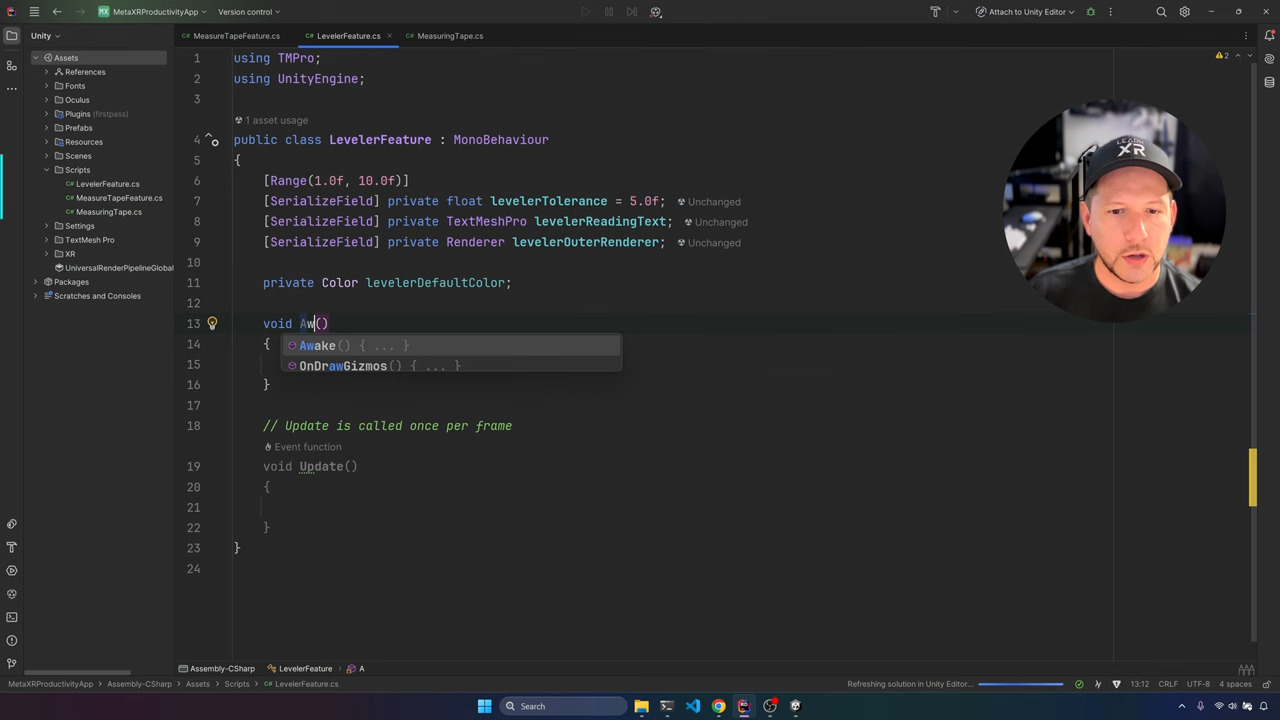 MetaXRProductivityApp
Version control
Attach to Unity Editor
Unity
MeasureTapeFeature.cs
LevelerFeature.cs
MeasuringTape.cs
Assets
References
Fonts
Oculus
Plugins (firstpass)
Prefabs
Resources
Scenes
Scripts
LevelerFeature.cs
MeasureTapeFeature.cs
MeasuringTape.cs
Settings
TextMesh Pro
XR
UniversalRenderPipelineGlobal
Packages
Scratches and Consoles
2
1 using TMPro;
2 using UnityEngine;
3
1 asset usage
4 public class LevelerFeature : MonoBehaviour
5 {
6 [Range(1.0f, 10.0f)]
7 [SerializeField] private float levelerTolerance = 5.0f; Unchanged
8 [SerializeField] private TextMeshPro levelerReadingText; Unchanged
9 [SerializeField] private Renderer levelerOuterRenderer; Unchanged
10
11 private Color levelerDefaultColor;
12
13 void Aw()
14 {
Awake() { ... }
15
OnDrawGizmos() { ... }
16 }
17
18 // Update is called once per frame
Event function
19 void Update()
20 {
21
22 }
23 }
24
XR
Assembly-CSharp
LevelerFeature
A
MetaXRProductivityApp > Assembly-CSharp > Assets > Scripts > LevelerFeature.cs
Refreshing solution in Unity Editor...
13:12 CRLF UTF-8 4 spaces
Search